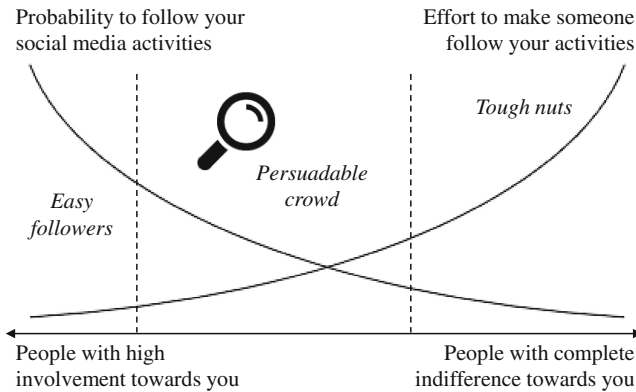 Probability to follow your
social media activities
Effort to make someone
follow your activities
Tough nuts
Persuadable
crowd
Easy
followers
People with high
involvement towards you
People with complete
indifference towards you